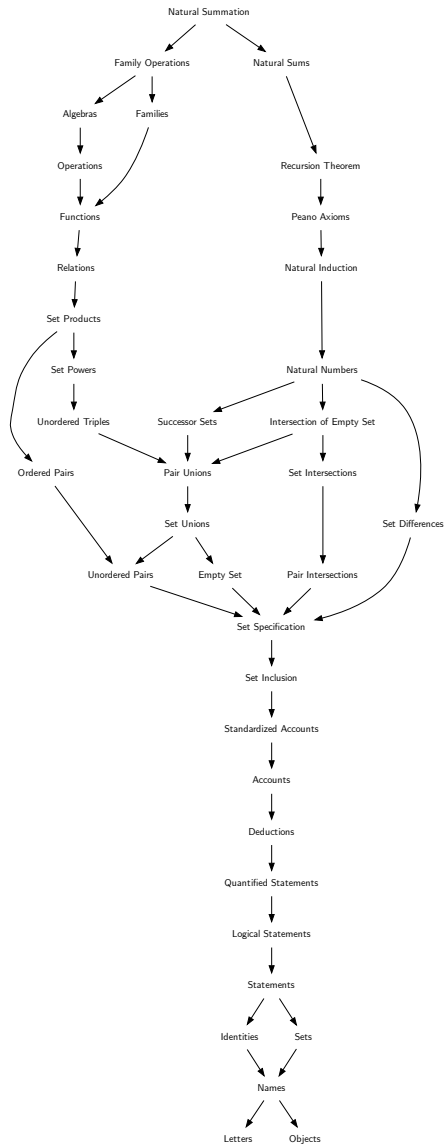 Natural Summation
Family Operations
Natural Sums
Algebras
Families
Operations
Recursion Theorem
Functions
Peano Axioms
Relations
Natural Induction
Set Products
Set Powers
Natural Numbers
Unordered Triples
Successor Sets
Intersection of Empty Set
Ordered Pairs
Pair Unions
Set Intersections
Set Unions
Set Differences
Unordered Pairs
Empty Set
Pair Intersections
Set Specification
Set Inclusion
Standardized Accounts
Accounts
Deductions
Quantified Statements
Logical Statements
Statements
Identities
Sets
Names
Letters
Objects